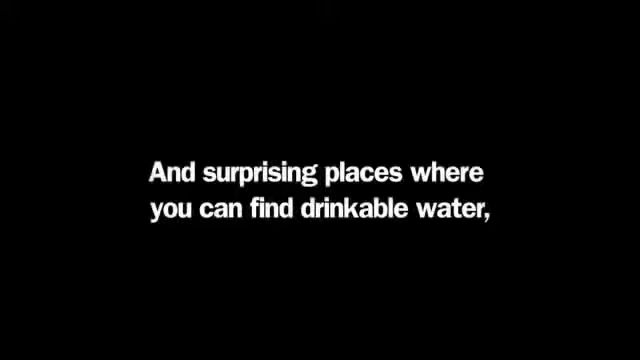 And surprising places where
you can find drinkable water,